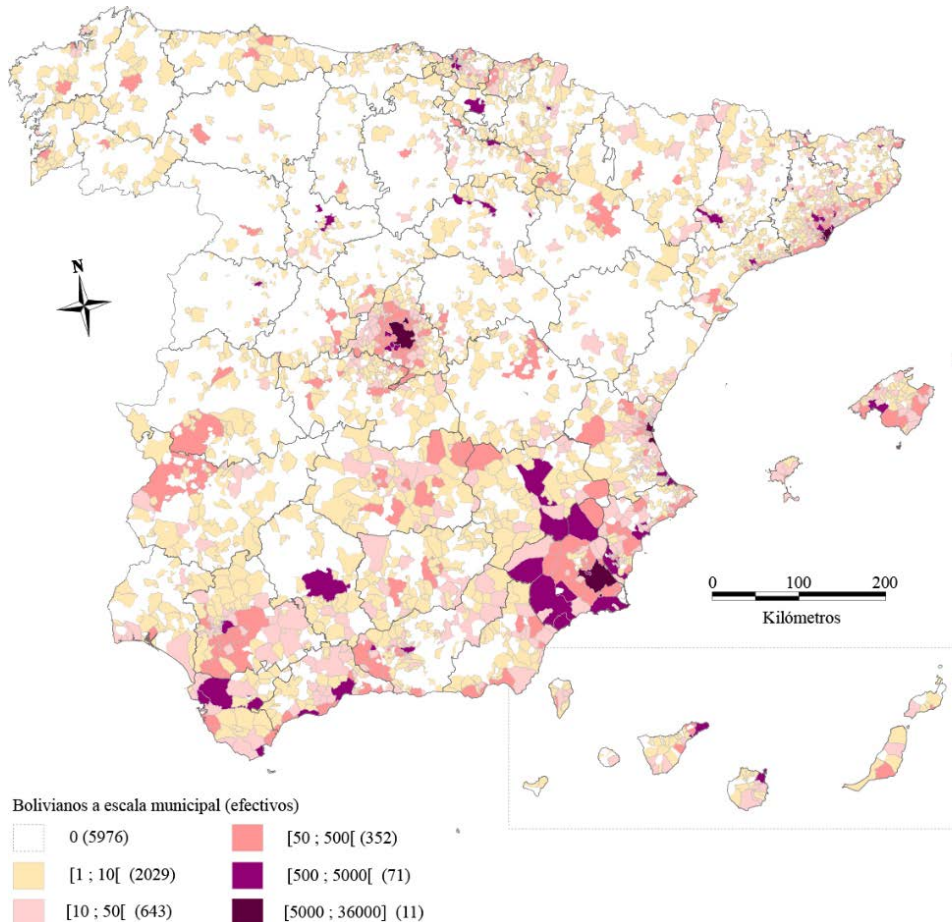 N
0 100 200
Kilómetros
Bolivianos a escala municipal (efectivos)
0 (5976)
[1 ; 10[ (2029)
[10 ; 50[ (643)
[50 ; 500[ (352)
[500 ; 5000[ (71)
[5000 ; 36000] (11)